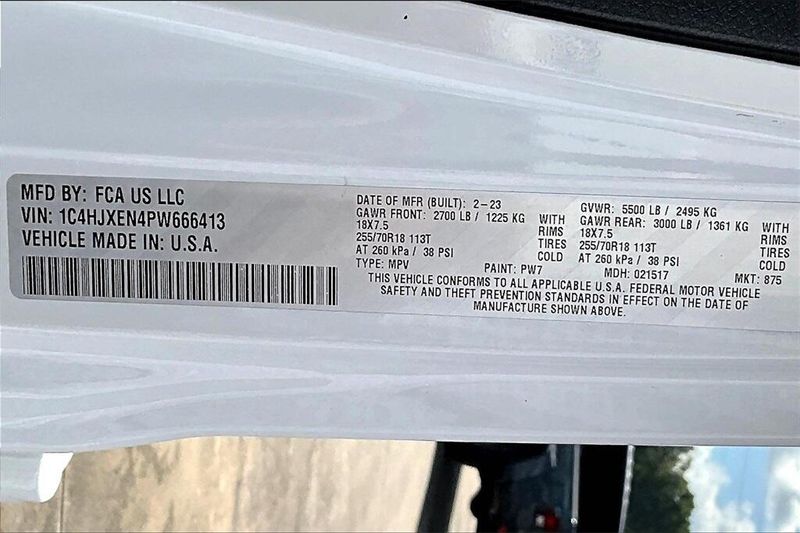 MFD BY: FCA US LLC
VIN: 1C4HJXEN4PW666413
VEHICLE MADE IN: U.S.A.
DATE OF MFR (BUILT): 2-23
GAWR FRONT: 2700 LB / 1225 KG WITH
18X7.5 RIMS
255/70R18 113T TIRES
AT 260 kPa / 38 PSI COLD
TYPE: MPV PAINT: PW7
GVWR: 5500 LB / 2495 KG
GAWR REAR: 3000 LB / 1361 KG WITH
18X7.5 RIMS
255/70R18 113T TIRES
AT 260 kPa / 38 PSI COLD
MDH: 021517 MKT: 875
THIS VEHICLE CONFORMS TO ALL APPLICABLE U.S.A. FEDERAL MOTOR VEHICLE
SAFETY AND THEFT PREVENTION STANDARDS IN EFFECT ON THE DATE OF
MANUFACTURE SHOWN ABOVE.